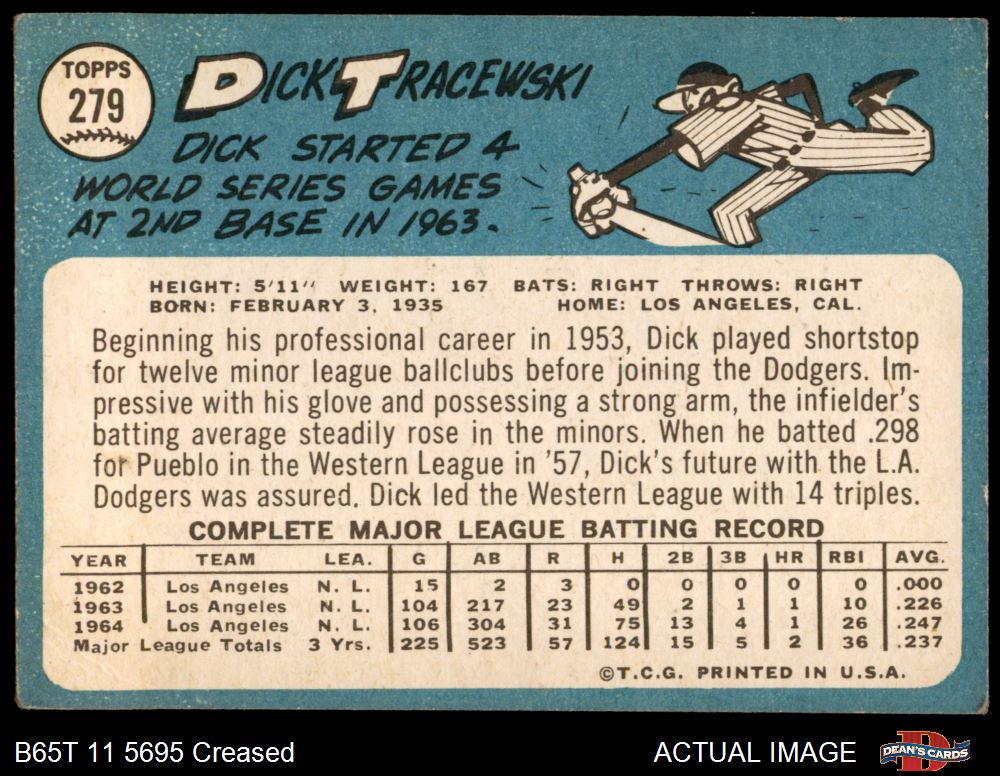 TOPPS
279
DICK TRACEWSKI
DICK STARTED 4
WORLD SERIES GAMES
AT 2ND BASE IN 1963.
HEIGHT: 5'11" WEIGHT: 167 BATS: RIGHT THROWS: RIGHT
BORN: FEBRUARY 3, 1935 HOME: LOS ANGELES, CAL.
Beginning his professional career in 1953, Dick played shortstop
for twelve minor league ballclubs before joining the Dodgers. Im-
pressive with his glove and possessing a strong arm, the infielder's
batting average steadily rose in the minors. When he batted .298
for Pueblo in the Western League in '57, Dick's future with the L.A.
Dodgers was assured. Dick led the Western League with 14 triples.
COMPLETE MAJOR LEAGUE BATTING RECORD
YEAR TEAM LEA. G AB R H 2B 3B HR RBI AVG.
1962 Los Angeles N. L. 15 2 3 0 0 0 0 0 .000
1963 Los Angeles N. L. 104 217 23 49 2 1 1 10 .226
1964 Los Angeles N. L. 106 304 31 75 13 4 1 26 .247
Major League Totals 3 Yrs. 225 523 57 124 15 5 2 36 .237
©T.C.G. PRINTED IN U.S.A.
B65T 11 5695 Creased ACTUAL IMAGE DEAN'S CARDS